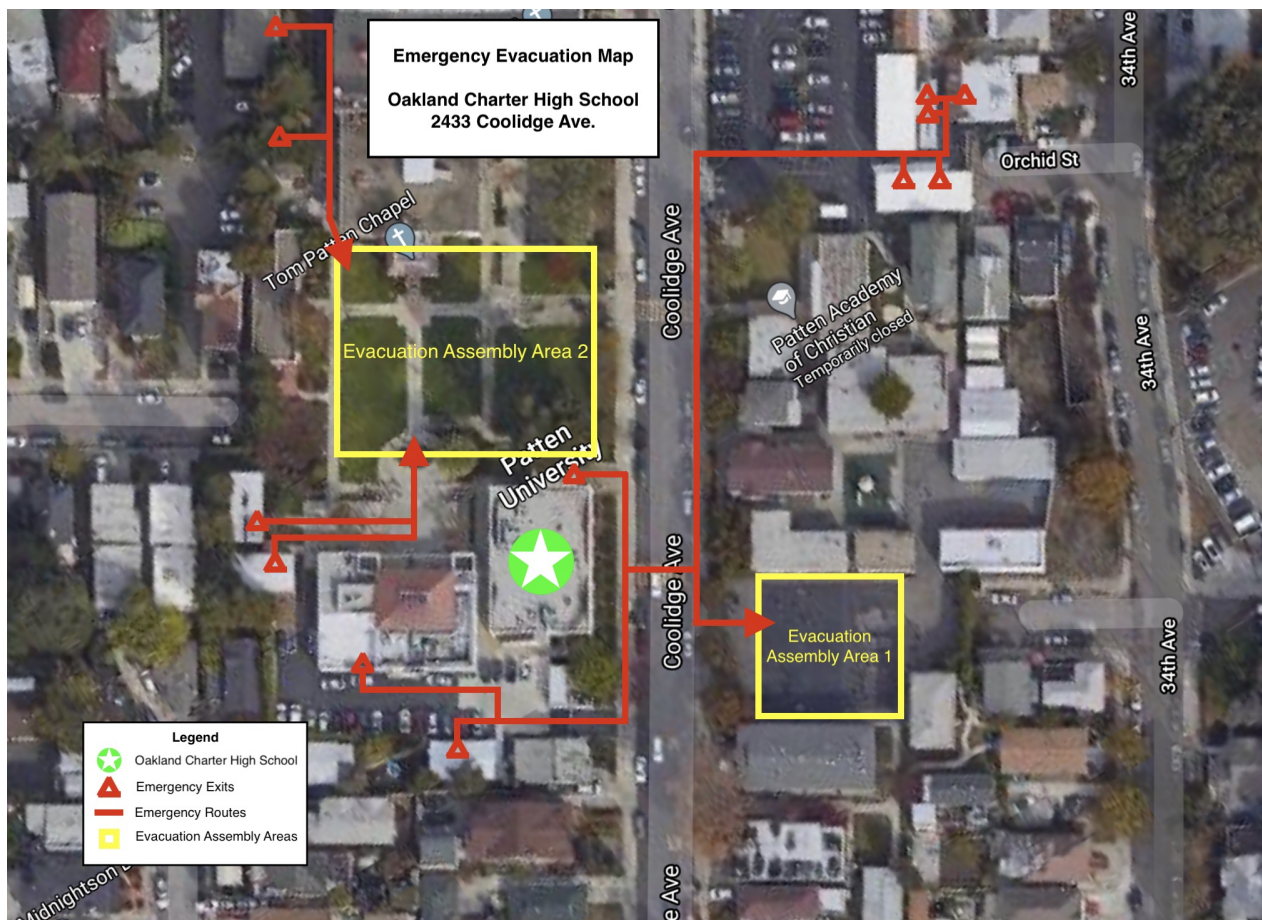 Emergency Evacuation Map
Oakland Charter High School
2433 Coolidge Ave.
34th Ave
Orchid St
Tom Patten Chapel
Coolidge Ave
Patten Academy
of Christian
Temporarily closed
34th Ave
Evacuation Assembly Area 2
Patten
University
Coolidge Ave
Evacuation
Assembly Area 1
34th Ave
Legend
Oakland Charter High School
Emergency Exits
Emergency Routes
Evacuation Assembly Areas
Midnightson
e Ave